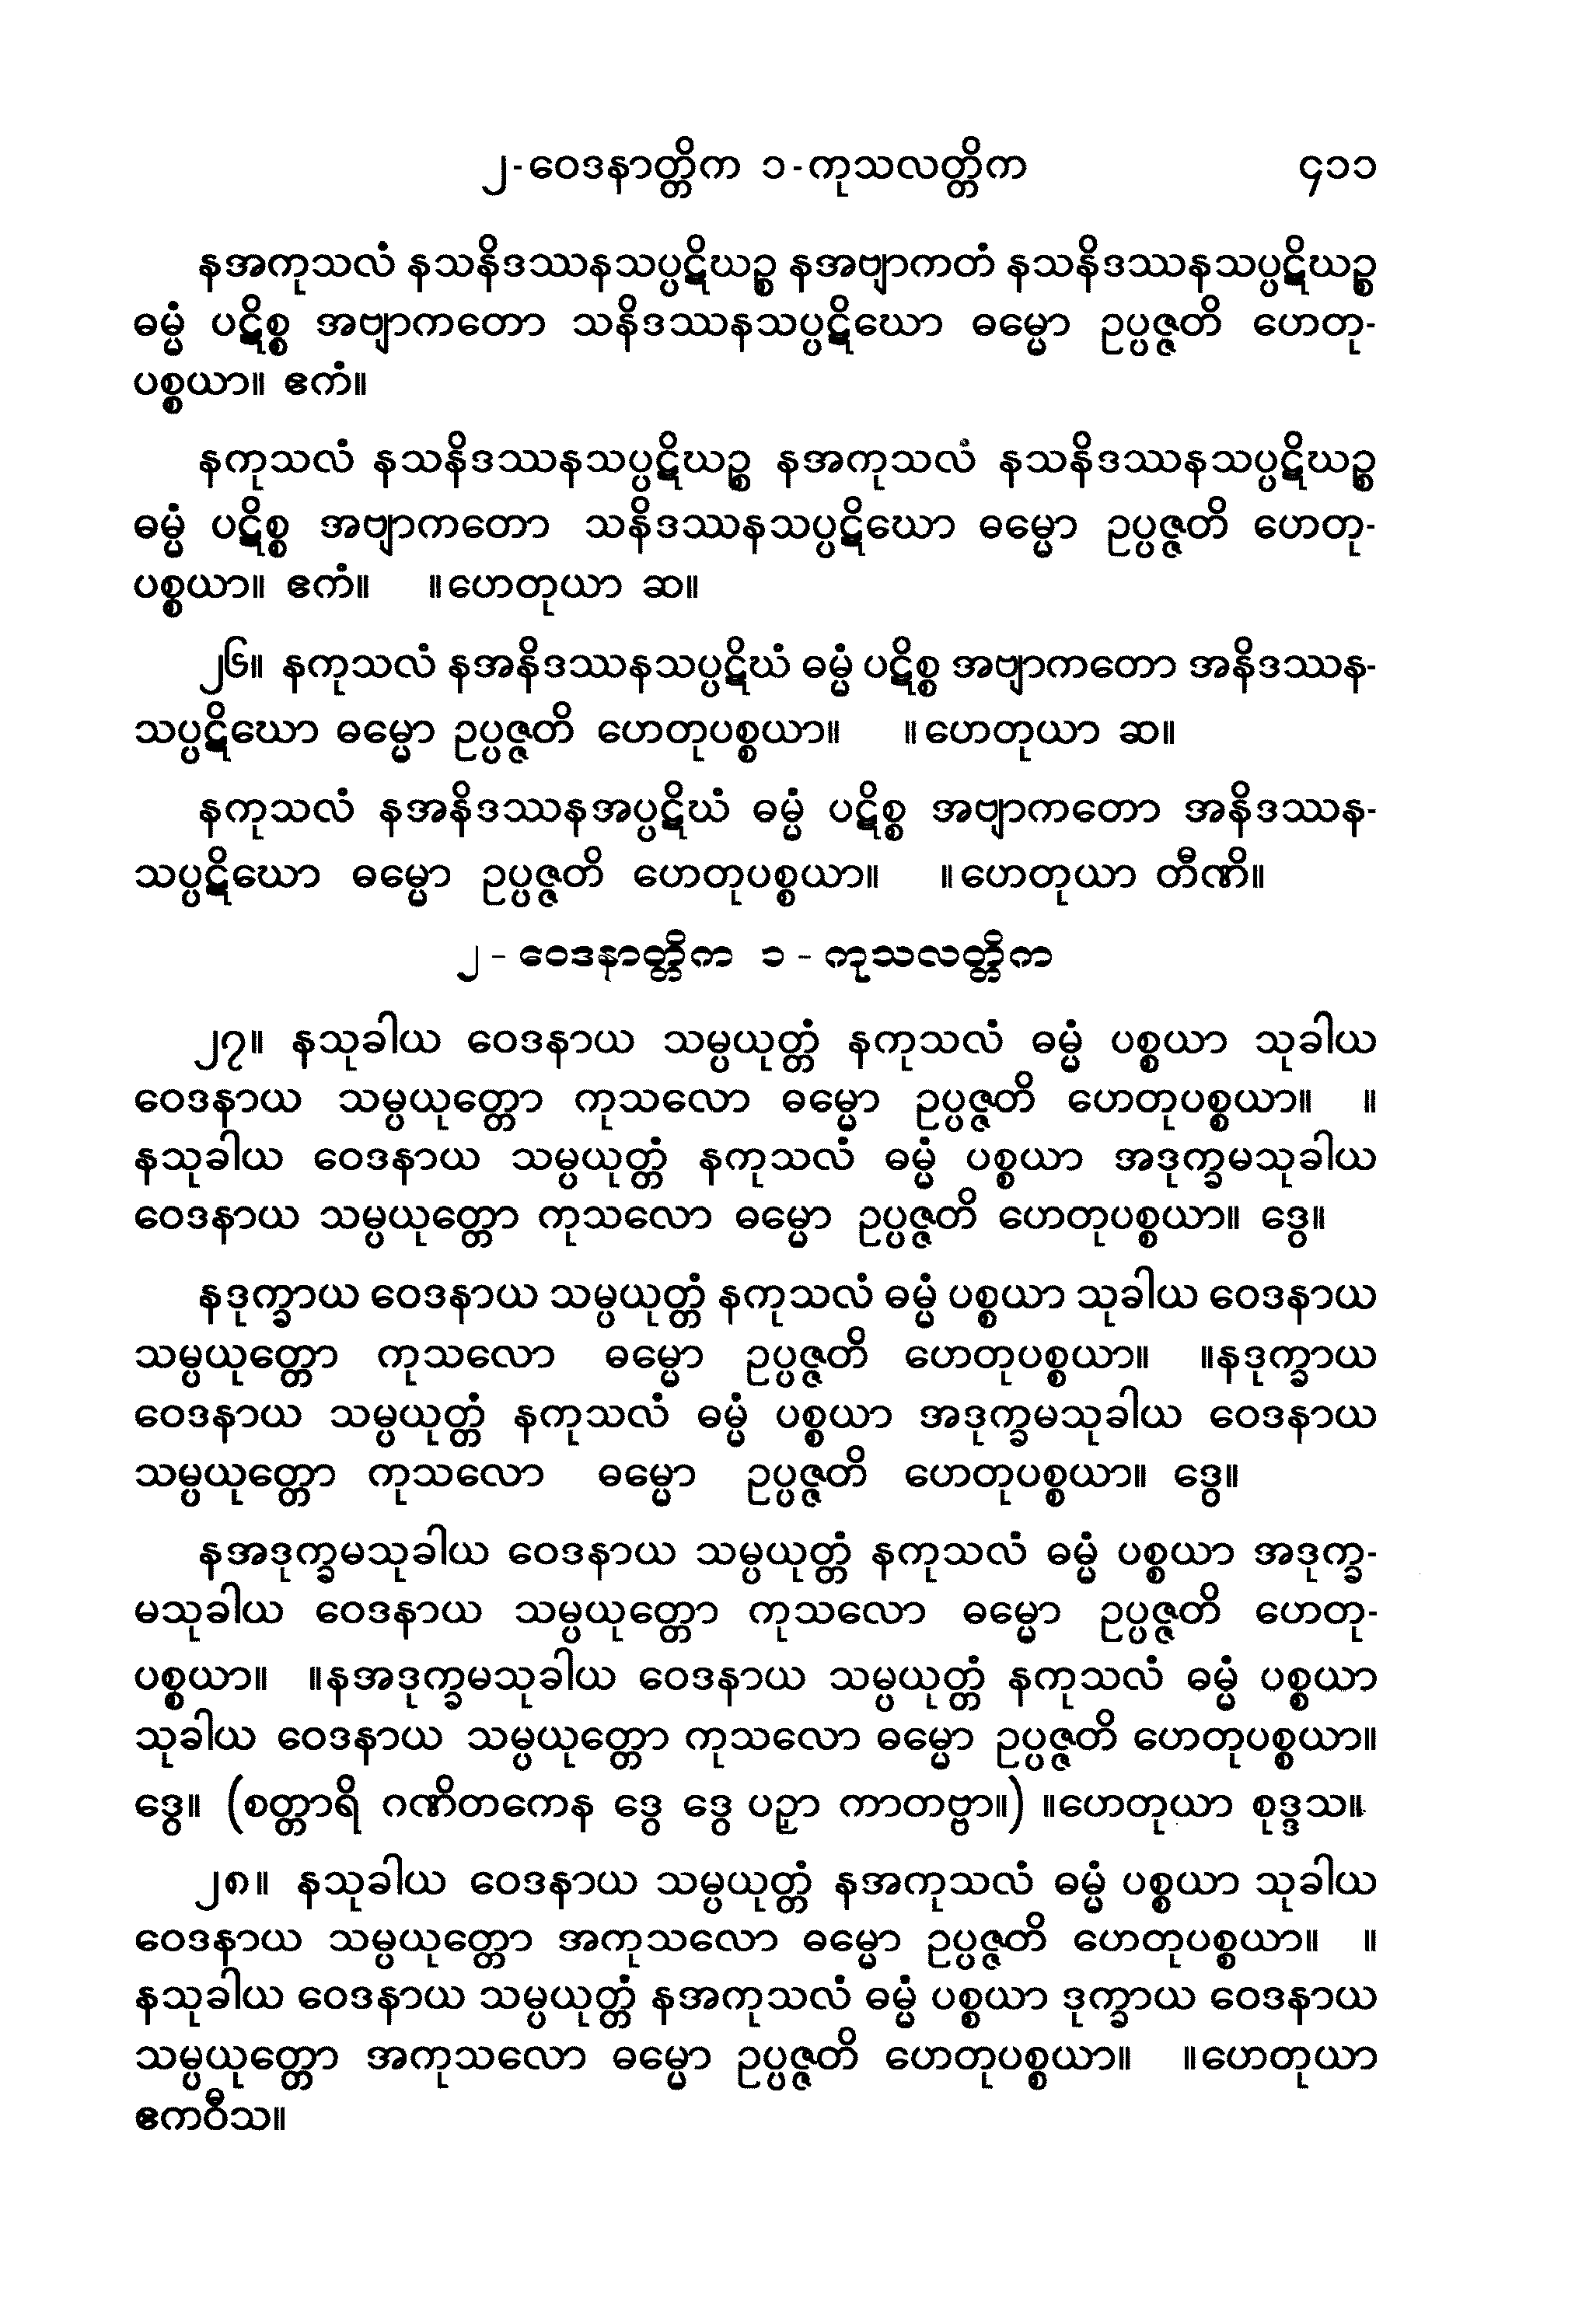 ၂-ဝေဒနာတ္တိက ၁-ကုသလတ္တိက ၄၁၁
နအကုသလံ နသနိဒဿနသပ္ပဋိဃဉ္စ နအဗျာကတံ နသနိဒဿနသပ္ပဋိဃဉ္စ
ဓမ္မံ ပဋိစ္စ အဗျာကတော သနိဒဿနသပ္ပဋိဃော ဓမ္မော ဥပ္ပဇ္ဇတိ ဟေတု-
ပစ္စယာ။ ဧကံ။
နကုသလံ နသနိဒဿနသပ္ပဋိဃဉ္စ နအကုသလံ နသနိဒဿနသပ္ပဋိဃဉ္စ
ဓမ္မံ ပဋိစ္စ အဗျာကတော သနိဒဿနသပ္ပဋိဃော ဓမ္မော ဥပ္ပဇ္ဇတိ ဟေတု-
ပစ္စယာ။ ဧကံ။ ။ဟေတုယာ ဆ။
၂၆။ နကုသလံ နအနိဒဿနသပ္ပဋိဃံ ဓမ္မံ ပဋိစ္စ အဗျာကတော အနိဒဿန-
သပ္ပဋိဃော ဓမ္မော ဥပ္ပဇ္ဇတိ ဟေတုပစ္စယာ။ ။ဟေတုယာ ဆ။
နကုသလံ နအနိဒဿနအပ္ပဋိဃံ ဓမ္မံ ပဋိစ္စ အဗျာကတော အနိဒဿန-
သပ္ပဋိဃော ဓမ္မော ဥပ္ပဇ္ဇတိ ဟေတုပစ္စယာ။ ။ဟေတုယာ တီဏိ။
၂ - ဝေဒနာတ္တိက ၁ - ကုသလတ္တိက
၂၇။ နသုခါယ ဝေဒနာယ သမ္ပယုတ္တံ နကုသလံ ဓမ္မံ ပစ္စယာ သုခါယ
ဝေဒနာယ သမ္ပယုတ္တော ကုသလော ဓမ္မော ဥပ္ပဇ္ဇတိ ဟေတုပစ္စယာ။ ။
နသုခါယ ဝေဒနာယ သမ္ပယုတ္တံ နကုသလံ ဓမ္မံ ပစ္စယာ အဒုက္ခမသုခါယ
ဝေဒနာယ သမ္ပယုတ္တော ကုသလော ဓမ္မော ဥပ္ပဇ္ဇတိ ဟေတုပစ္စယာ။ ဒွေ။
နဒုက္ခာယ ဝေဒနာယ သမ္ပယုတ္တံ နကုသလံ ဓမ္မံ ပစ္စယာ သုခါယ ဝေဒနာယ
သမ္ပယုတ္တော ကုသလော ဓမ္မော ဥပ္ပဇ္ဇတိ ဟေတုပစ္စယာ။ ။နဒုက္ခာယ
ဝေဒနာယ သမ္ပယုတ္တံ နကုသလံ ဓမ္မံ ပစ္စယာ အဒုက္ခမသုခါယ ဝေဒနာယ
သမ္ပယုတ္တော ကုသလော ဓမ္မော ဥပ္ပဇ္ဇတိ ဟေတုပစ္စယာ။ ဒွေ။
နအဒုက္ခမသုခါယ ဝေဒနာယ သမ္ပယုတ္တံ နကုသလံ ဓမ္မံ ပစ္စယာ အဒုက္ခ-
မသုခါယ ဝေဒနာယ သမ္ပယုတ္တော ကုသလော ဓမ္မော ဥပ္ပဇ္ဇတိ ဟေတု-
ပစ္စယာ။ ။နအဒုက္ခမသုခါယ ဝေဒနာယ သမ္ပယုတ္တံ နကုသလံ ဓမ္မံ ပစ္စယာ
သုခါယ ဝေဒနာယ သမ္ပယုတ္တော ကုသလော ဓမ္မော ဥပ္ပဇ္ဇတိ ဟေတုပစ္စယာ။
ဒွေ။ (စတ္တာရိ ဂဏိတကေန ဒွေ ဒွေ ပဉှာ ကာတဗ္ဗာ။) ။ဟေတုယာ စုဒ္ဒသ။
၂၈။ နသုခါယ ဝေဒနာယ သမ္ပယုတ္တံ နအကုသလံ ဓမ္မံ ပစ္စယာ သုခါယ
ဝေဒနာယ သမ္ပယုတ္တော အကုသလော ဓမ္မော ဥပ္ပဇ္ဇတိ ဟေတုပစ္စယာ။ ။
နသုခါယ ဝေဒနာယ သမ္ပယုတ္တံ နအကုသလံ ဓမ္မံ ပစ္စယာ ဒုက္ခာယ ဝေဒနာယ
သမ္ပယုတ္တော အကုသလော ဓမ္မော ဥပ္ပဇ္ဇတိ ဟေတုပစ္စယာ။ ။ဟေတုယာ
ဧကဝီသ။